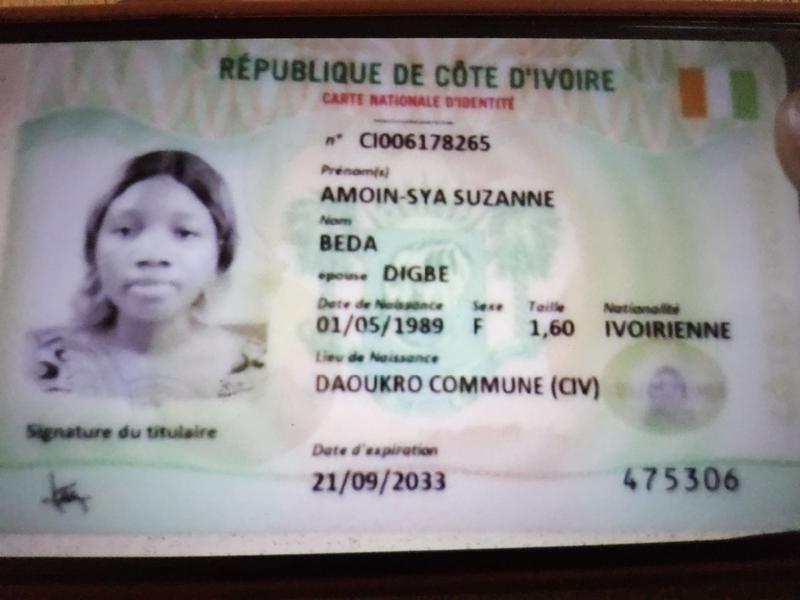 RÉPUBLIQUE DE CÔTE D'IVOIRE
CARTE NATIONALE D'IDENTITÉ
n° CI006178265
Prénom(s)
AMOIN-SYA SUZANNE
Nom
BEDA
épouse DIGBE
Date de Naissance Sexe Taille Nationalité
01/05/1989 F 1,60 IVOIRIENNE
Lieu de Naissance
DAOUKRO COMMUNE (CIV)
Signature du titulaire
Date d'expiration
21/09/2033
475306